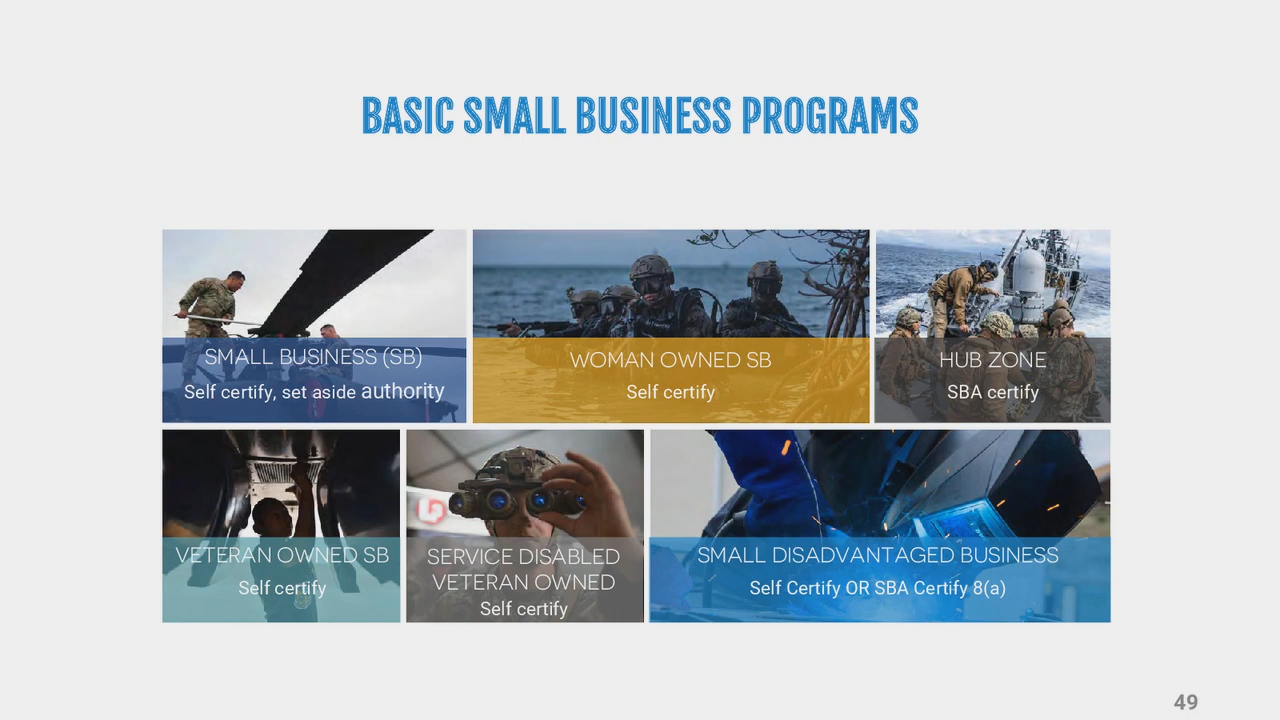 BASIC SMALL BUSINESS PROGRAMS
SMALL BUSINESS (SB)
Self certify, set aside authority
WOMAN OWNED SB
Self certify
HUB ZONE
SBA certify
VETERAN OWNED SB
Self certify
SERVICE DISABLED
VETERAN OWNED
Self certify
SMALL DISADVANTAGED BUSINESS
Self Certify OR SBA Certify 8(a)
49